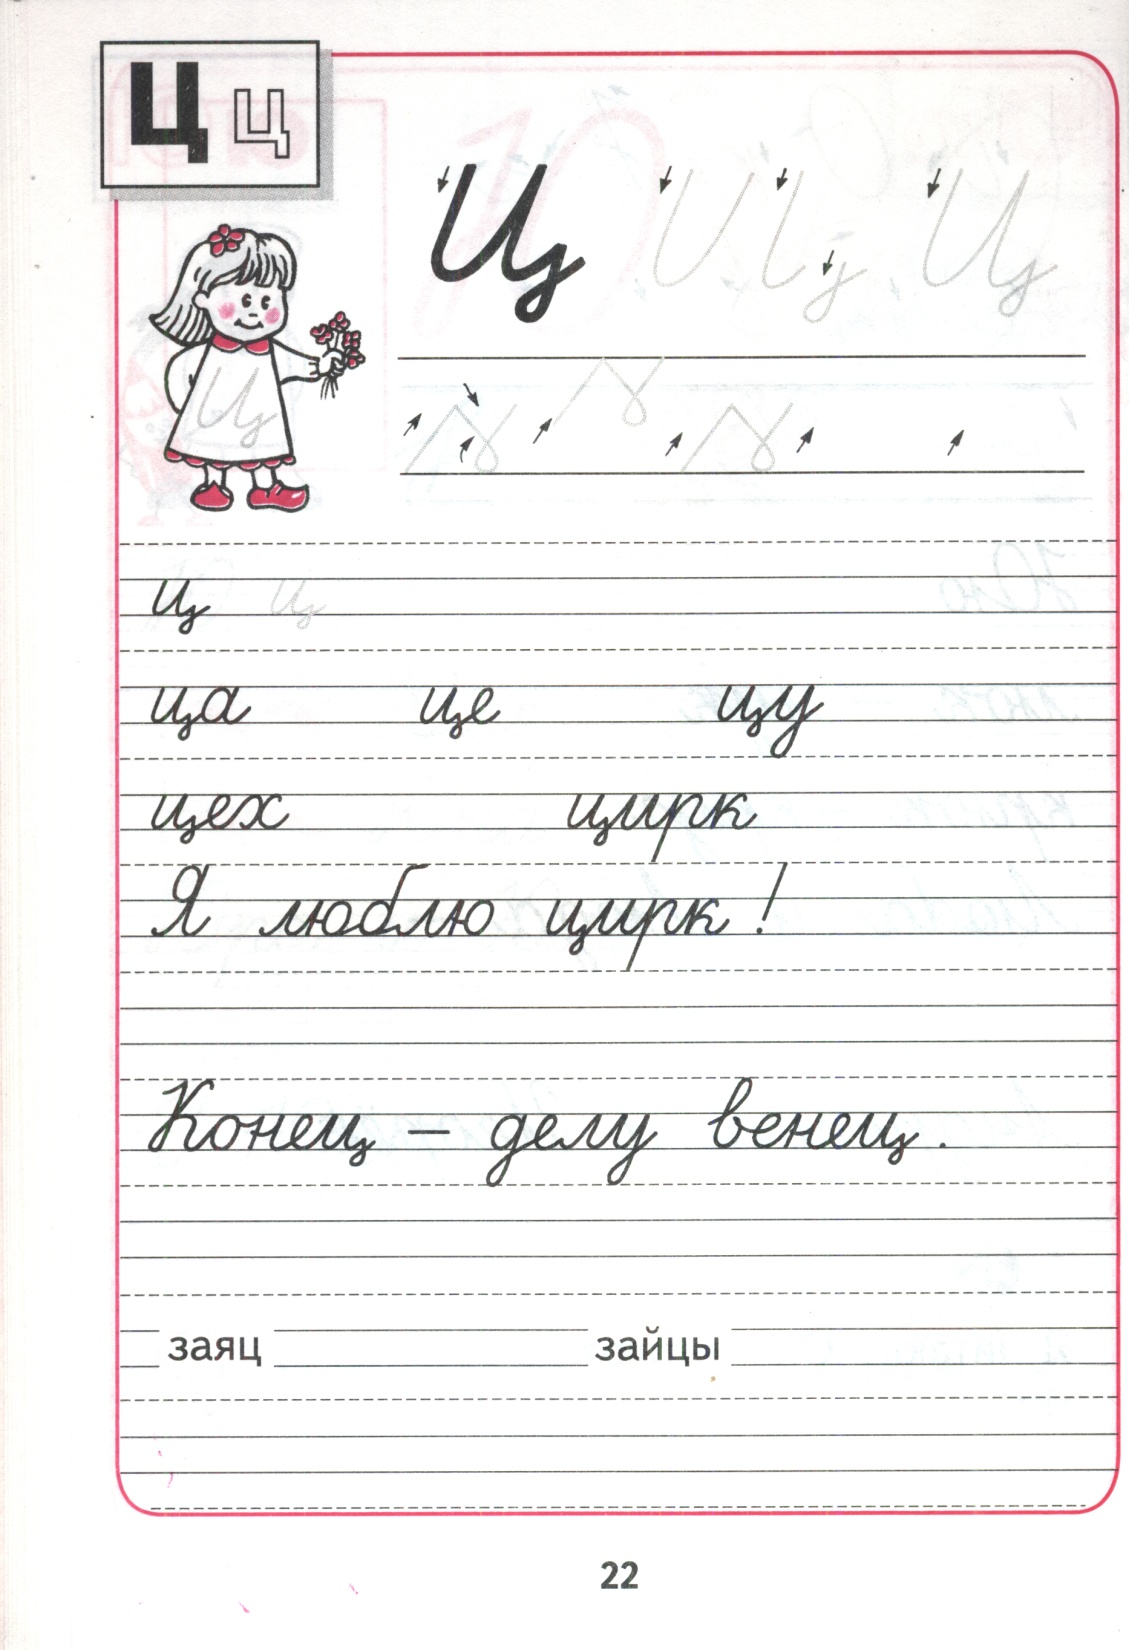 Ц ц
Ц Ц Ц
Ц
ц ц
ца це цу
цех цирк
Я люблю цирк!
Конец – делу венец.
заяц зайцы
22